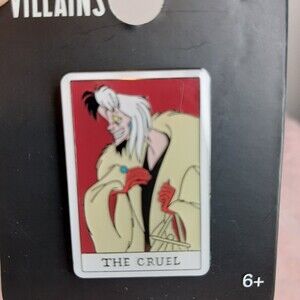 VILLAINS
THE CRUEL
6+